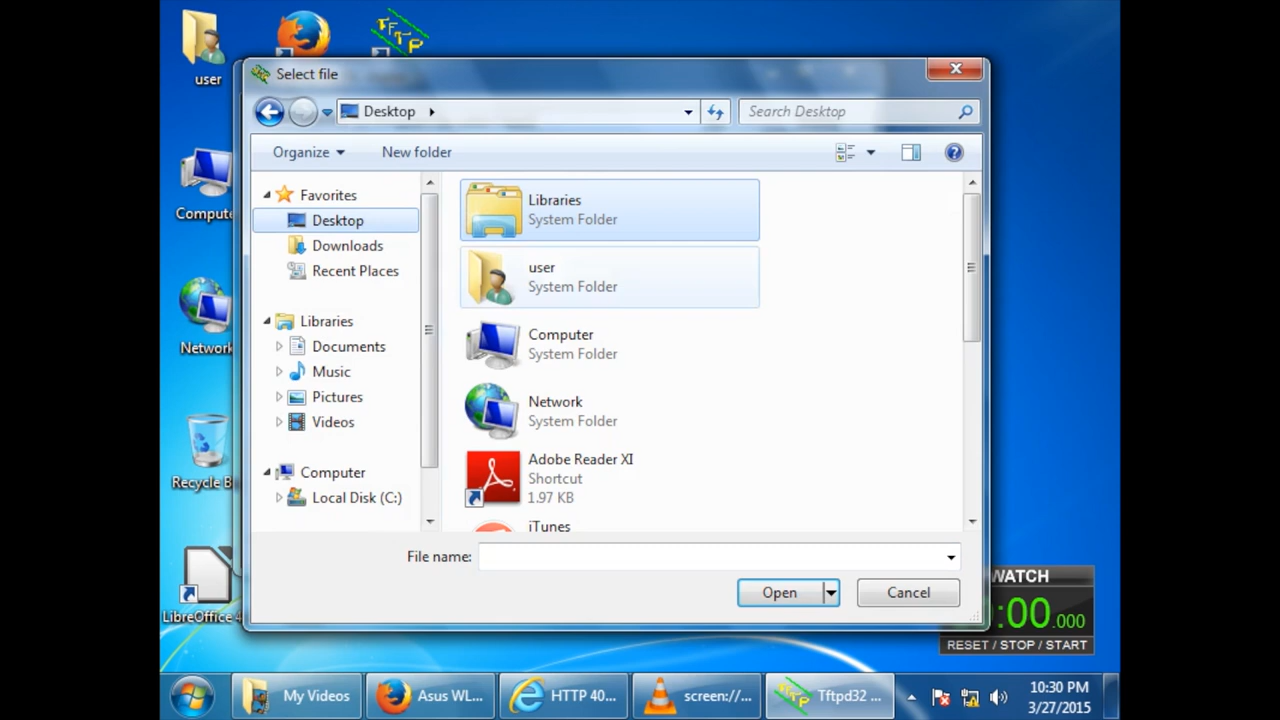 user
TFTP
Select file
Desktop
Search Desktop
Organize
New folder
Favorites
Desktop
Downloads
Recent Places
Libraries
Documents
Music
Pictures
Videos
Computer
Local Disk (C:)
Libraries
System Folder
user
System Folder
Computer
System Folder
Network
System Folder
Adobe Reader XI
Shortcut
1.97 KB
iTunes
File name:
Open
Cancel
Compute
Network
Recycle B
LibreOffice 4
WATCH
:00.000
RESET / STOP / START
My Videos
Asus WL...
HTTP 40...
screen://...
Tftpd32 ...
10:30 PM
3/27/2015